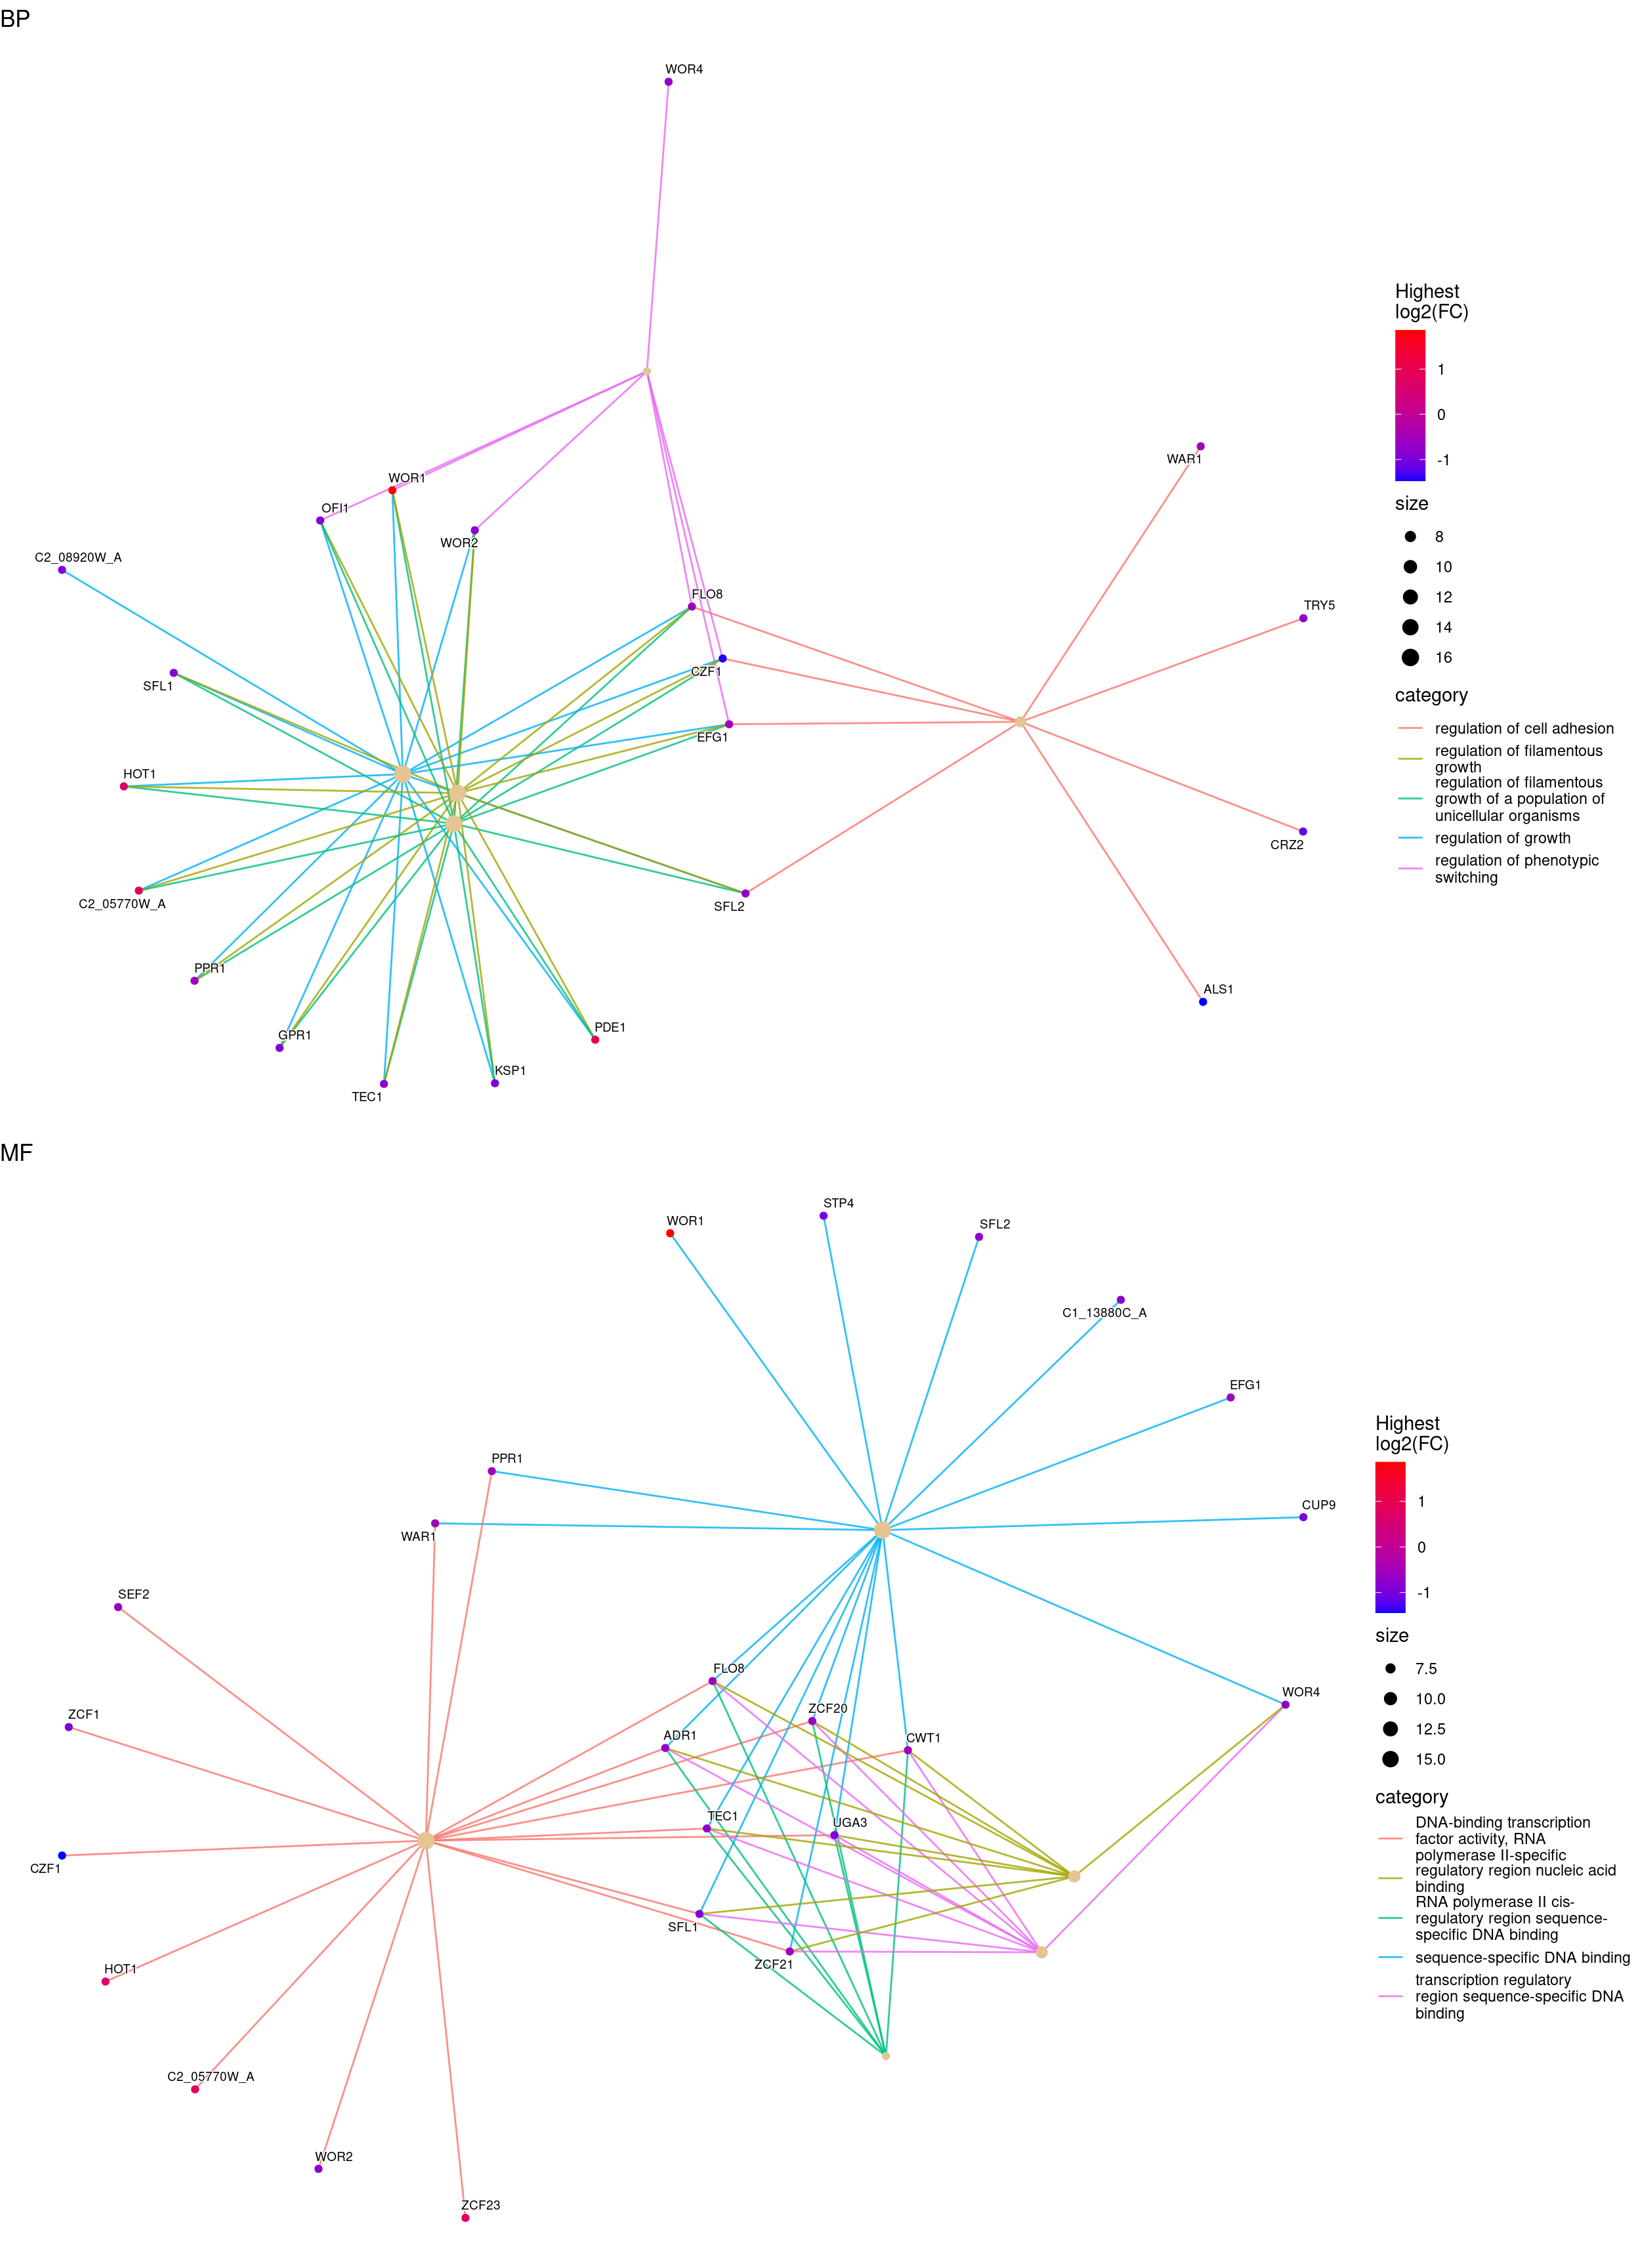 BP
WOR4
Highest
log2(FC)
1
0
-1
size
8
10
12
14
16
category
regulation of cell adhesion
regulation of filamentous
growth
regulation of filamentous
growth of a population of
unicellular organisms
regulation of growth
regulation of phenotypic
switching
WAR1
WOR1
OFI1
WOR2
C2_08920W_A
FLO8
TRY5
CZF1
SFL1
EFG1
HOT1
CRZ2
C2_05770W_A
SFL2
PPR1
ALS1
GPR1
PDE1
KSP1
TEC1
MF
STP4
WOR1
SFL2
C1_13880C_A
EFG1
PPR1
CUP9
WAR1
SEF2
FLO8
WOR4
ZCF20
ZCF1
ADR1
CWT1
TEC1
UGA3
CZF1
SFL1
ZCF21
HOT1
C2_05770W_A
WOR2
ZCF23
Highest
log2(FC)
1
0
-1
size
7.5
10.0
12.5
15.0
category
DNA-binding transcription
factor activity, RNA
polymerase II-specific
regulatory region nucleic acid
binding
RNA polymerase II cis-
regulatory region sequence-
specific DNA binding
sequence-specific DNA binding
transcription regulatory
region sequence-specific DNA
binding